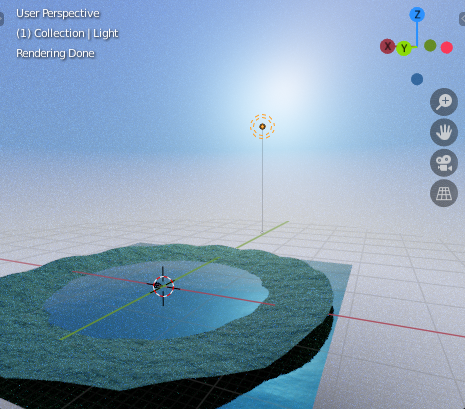 User Perspective
(1) Collection | Light
Rendering Done
Z
X
Y